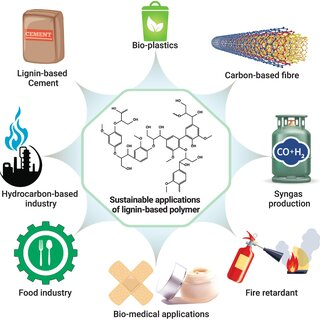 Bio-plastics
CEMENT
Lignin-based
Cement
Carbon-based fibre
Hydrocarbon-based
industry
Sustainable applications
of lignin-based polymer
CO+H₂
Syngas
production
Food industry
Bio-medical applications
Fire retardant